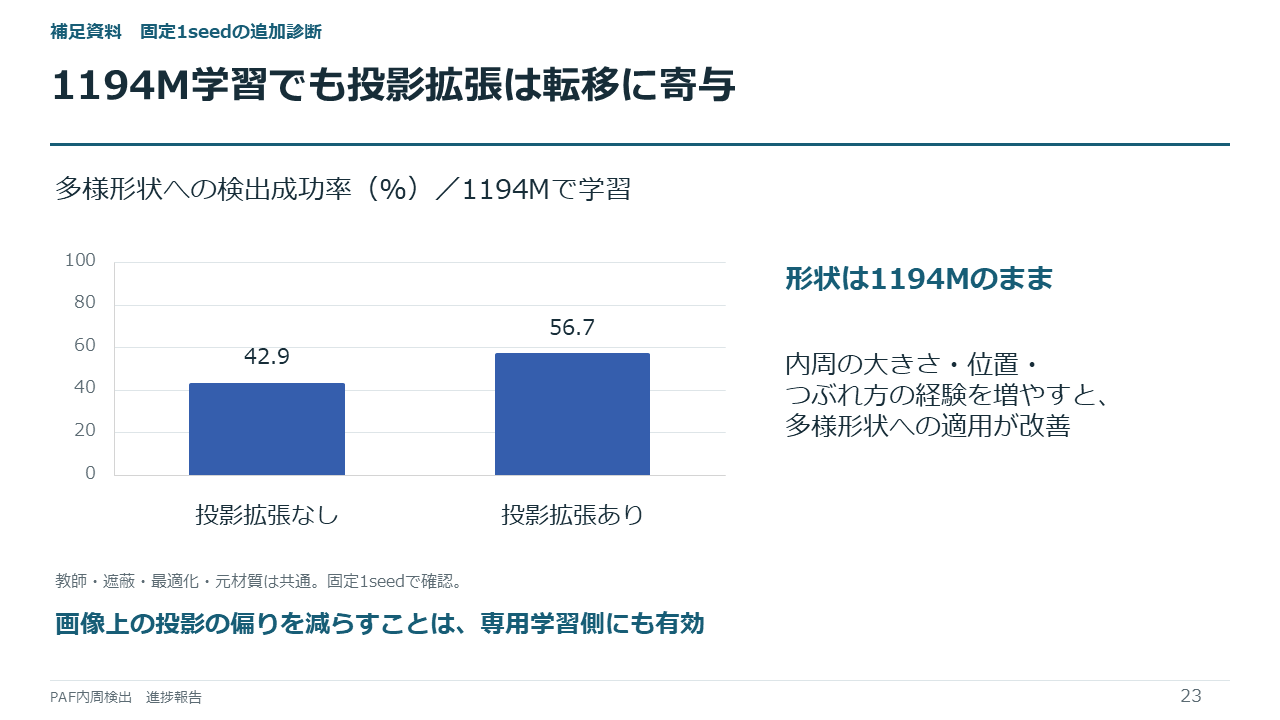 補足資料　固定1seedの追加診断
1194M学習でも投影拡張は転移に寄与
多様形状への検出成功率（%）／1194Mで学習
100
80
60
40
20
0
42.9
56.7
投影拡張なし
投影拡張あり
形状は1194Mのまま
内周の大きさ・位置・
つぶれ方の経験を増やすと、
多様形状への適用が改善
教師・遮蔽・最適化・元材質は共通。固定1seedで確認。
画像上の投影の偏りを減らすことは、専用学習側にも有効
PAF内周検出　進捗報告
23